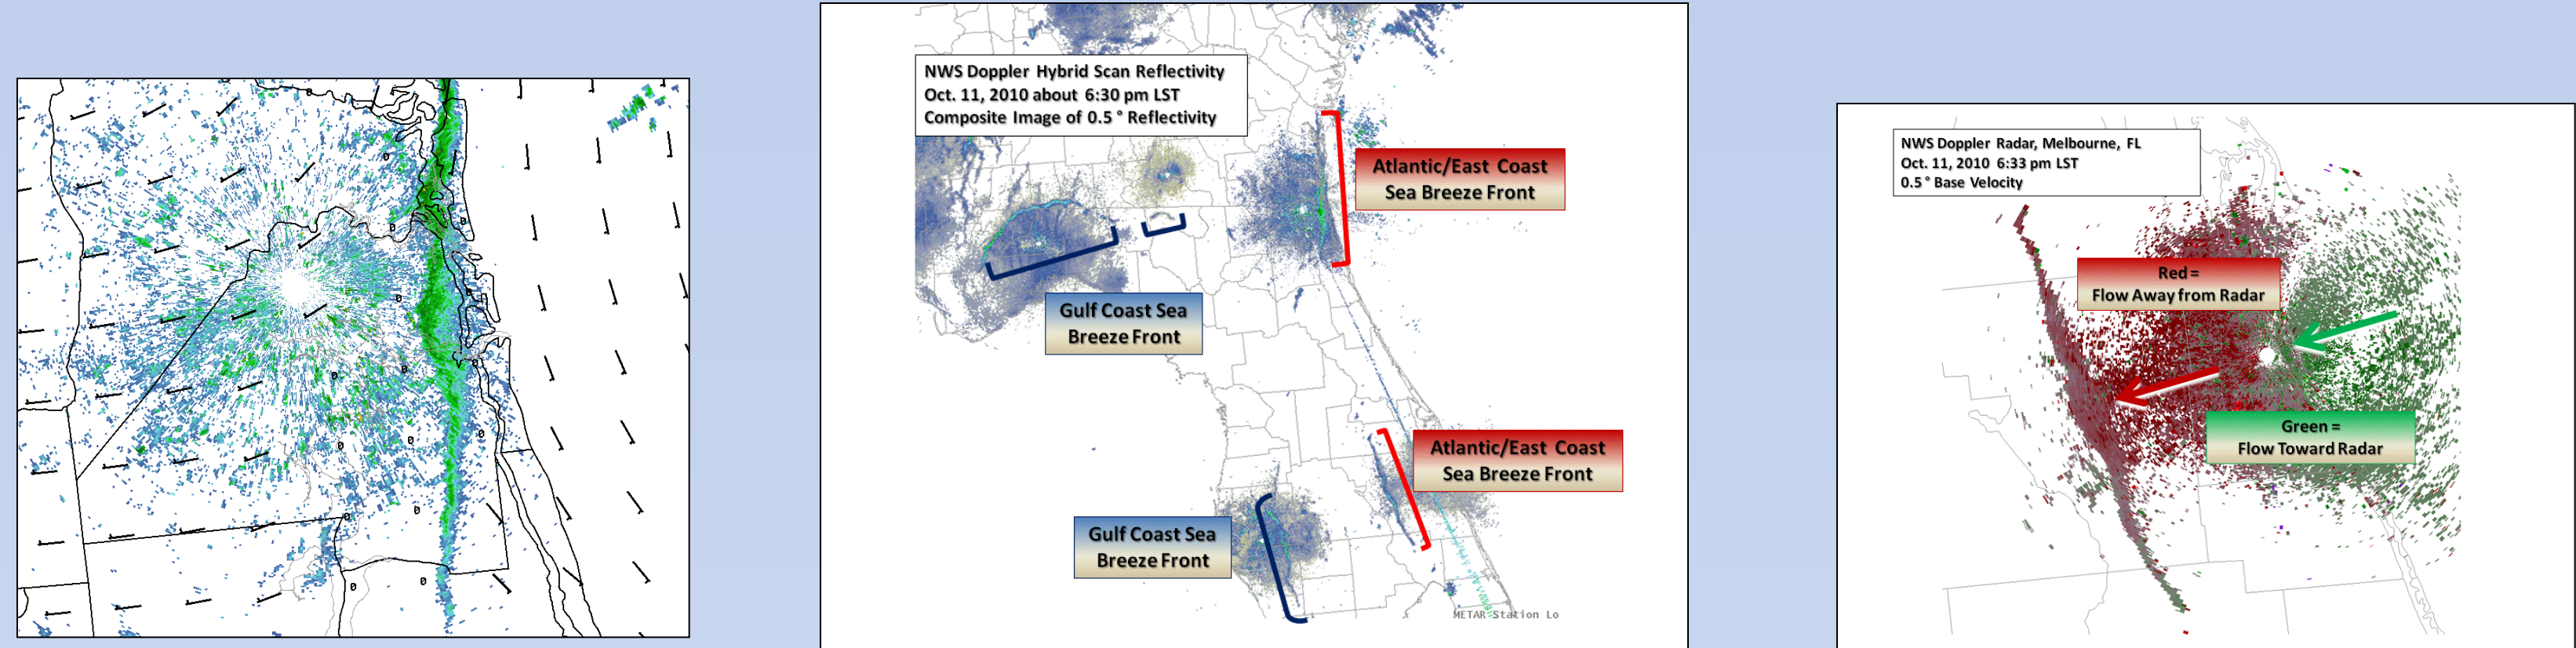 NWS Doppler Hybrid Scan Reflectivity
Oct. 11, 2010 about 6:30 pm LST
Composite Image of 0.5 ° Reflectivity
Atlantic/East Coast
Sea Breeze Front
Gulf Coast Sea
Breeze Front
Atlantic/East Coast
Sea Breeze Front
Gulf Coast Sea
Breeze Front
METAR Station Lo
NWS Doppler Radar, Melbourne, FL
Oct. 11, 2010 6:33 pm LST
0.5 ° Base Velocity
Red =
Flow Away from Radar
Green =
Flow Toward Radar